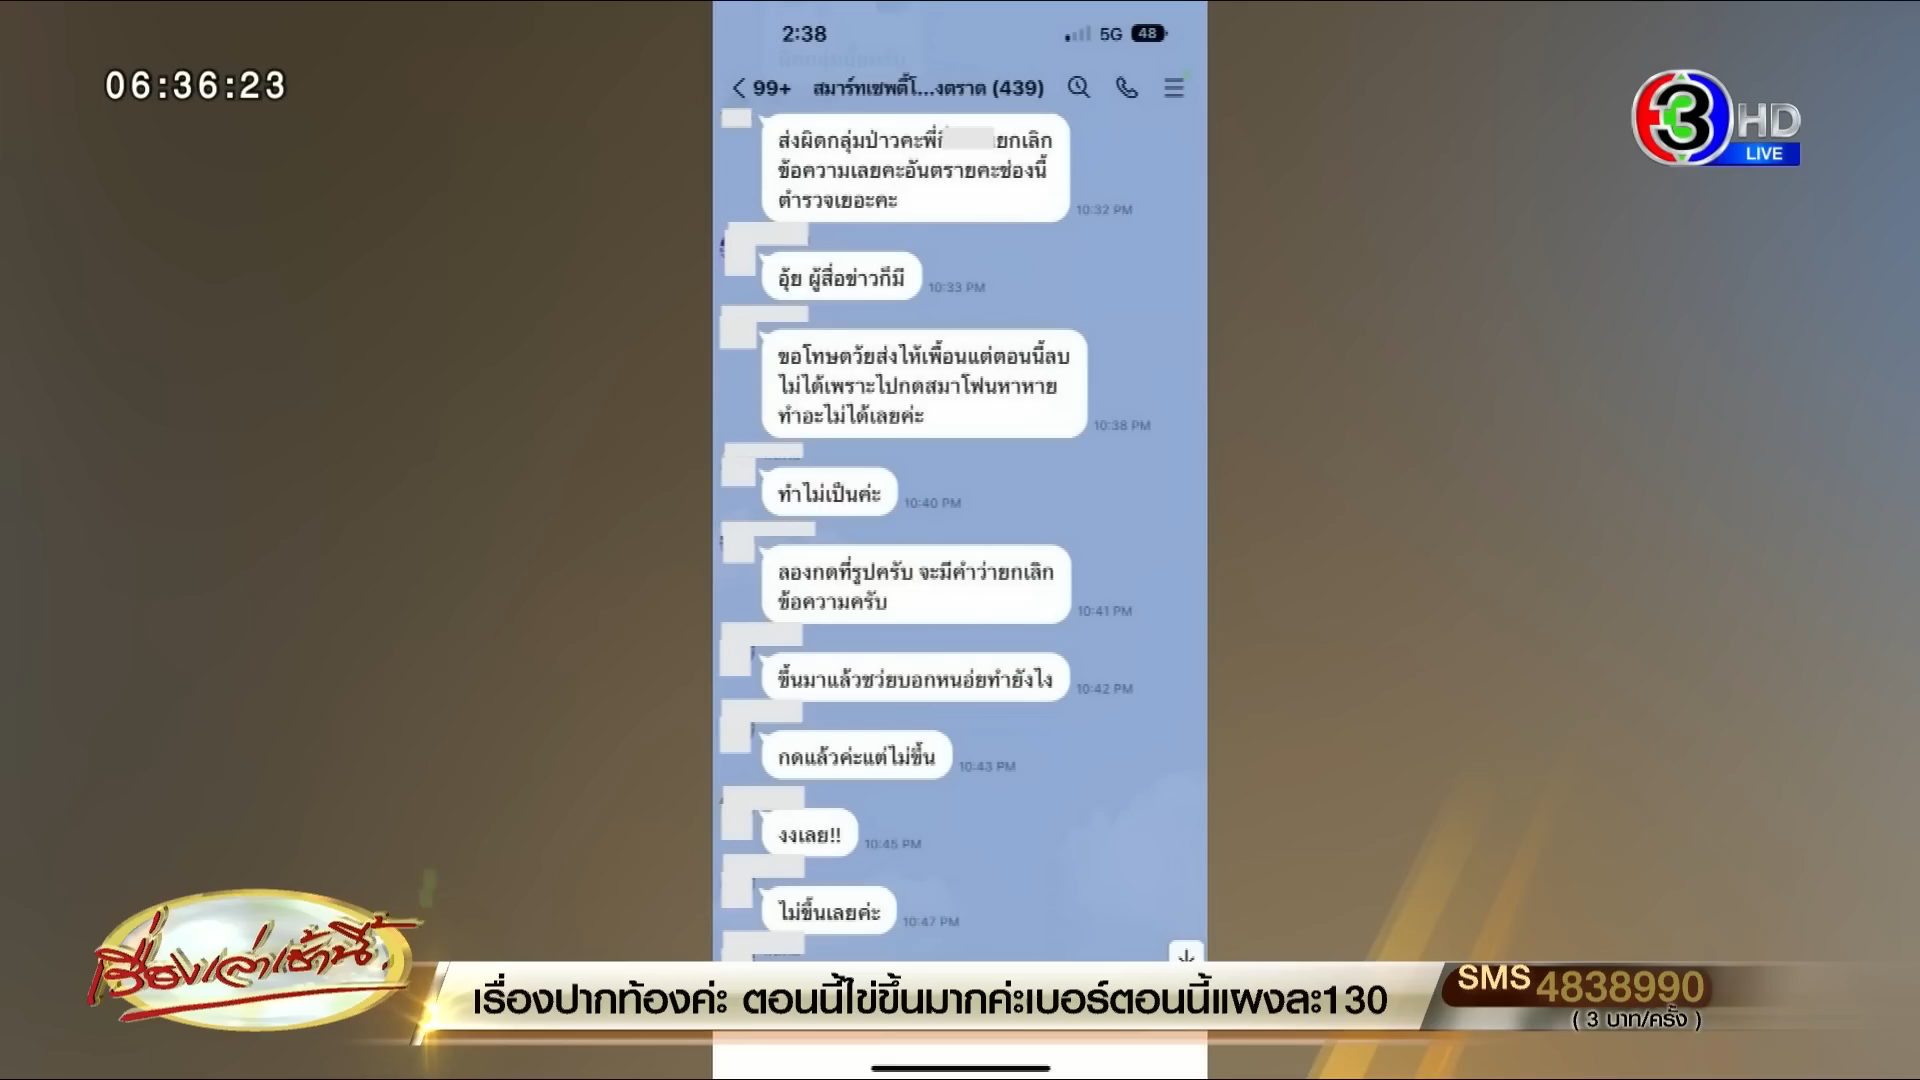 06:36:23
2:38
5G 48
99+ สมาร์ทเซฟตี้โ...งตราด (439)
3 HD
LIVE
ส่งผิดกลุ่มป่าวคะพี่ ยกเลิก
ข้อความเลยคะอันตรายคะช่องนี้
ตำรวจเยอะคะ
10:32 PM
อุ้ย ผู้สื่อข่าวก็มี
10:33 PM
ขอโทษด้วยส่งไห้เพื่อนแต่ตอนนี้ลบ
ไม่ได้เพราะไปกดสมาโฟนหาหาย
ทำอะไม่ได้เลยค่ะ
10:38 PM
ทำไม่เป็นค่ะ
10:40 PM
ลองกดที่รูปครับ จะมีคำว่ายกเลิก
ข้อความครับ
10:41 PM
ขึ้นมาแล้วชว่ยบอกหนอ่ยทำยังไง
10:42 PM
กดแล้วค่ะแต่ไม่ขึ้น
10:43 PM
งงเลย!!
10:45 PM
ไม่ขึ้นเลยค่ะ
10:47 PM
เรื่องเล่าเช้านี้
เรื่องปากท้องค่ะ ตอนนี้ไข่ขึ้นมากค่ะเบอร์ตอนนี้แผงละ130
SMS 4838990
( 3 บาท/ครั้ง )